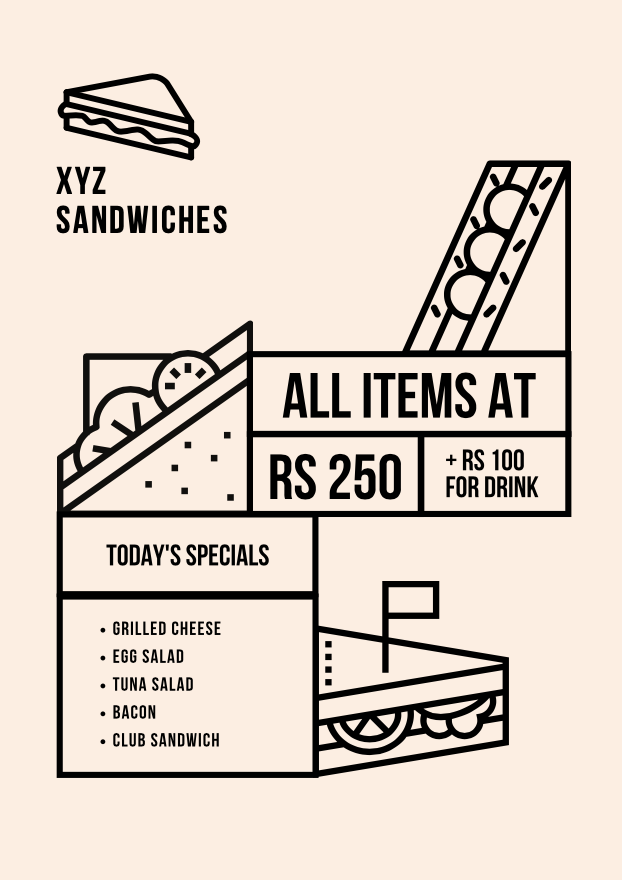 XYZ
SANDWICHES
ALL ITEMS AT
RS 250
+ RS 100
FOR DRINK
TODAY'S SPECIALS
• GRILLED CHEESE
• EGG SALAD
• TUNA SALAD
• BACON
• CLUB SANDWICH